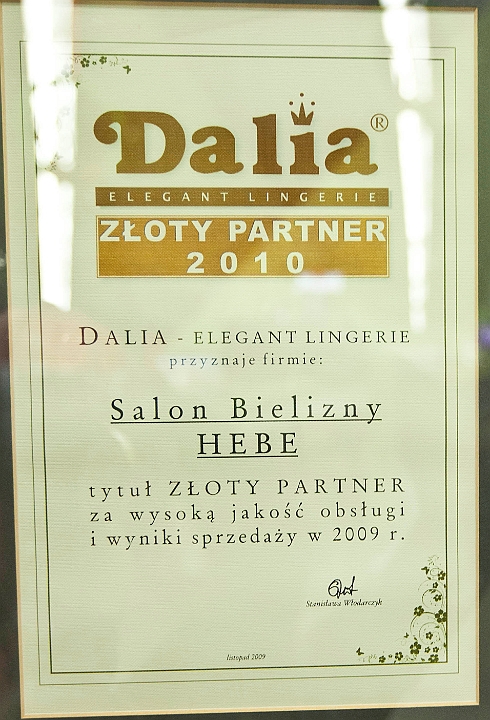 Dalia®
ELEGANT LINGERIE
ZŁOTY PARTNER
2010
DALIA - ELEGANT LINGERIE
przyznaje firmie:
Salon Bielizny
HEBE
tytuł ZŁOTY PARTNER
za wysoką jakość obsługi
i wyniki sprzedaży w 2009 r.
Stanisława Włodarczyk
listopad 2009